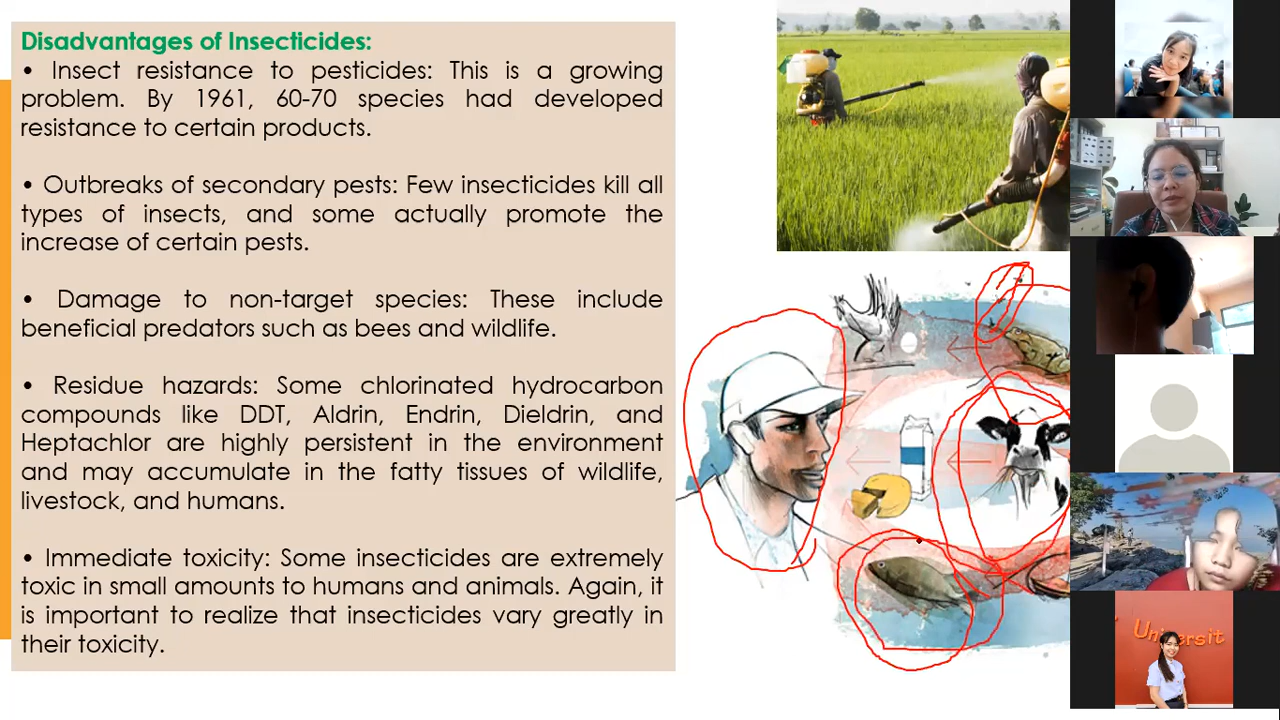 Disadvantages of Insecticides:
• Insect resistance to pesticides: This is a growing
problem. By 1961, 60-70 species had developed
resistance to certain products.
• Outbreaks of secondary pests: Few insecticides kill all
types of insects, and some actually promote the
increase of certain pests.
• Damage to non-target species: These include
beneficial predators such as bees and wildlife.
• Residue hazards: Some chlorinated hydrocarbon
compounds like DDT, Aldrin, Endrin, Dieldrin, and
Heptachlor are highly persistent in the environment
and may accumulate in the fatty tissues of wildlife,
livestock, and humans.
• Immediate toxicity: Some insecticides are extremely
toxic in small amounts to humans and animals. Again, it
is important to realize that insecticides vary greatly in
their toxicity.
Universit